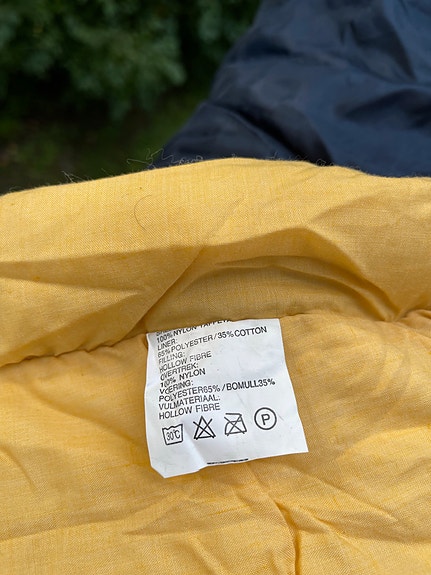 100% NYLON TAFFETA
LINER:
65% POLYESTER/35% COTTON
FILLING:
HOLLOW FIBRE
OVERTREK:
100% NYLON
VOERING:
POLYESTER65%/BOMULL35%
VULMATERIAAL:
HOLLOW FIBRE
30°C
P